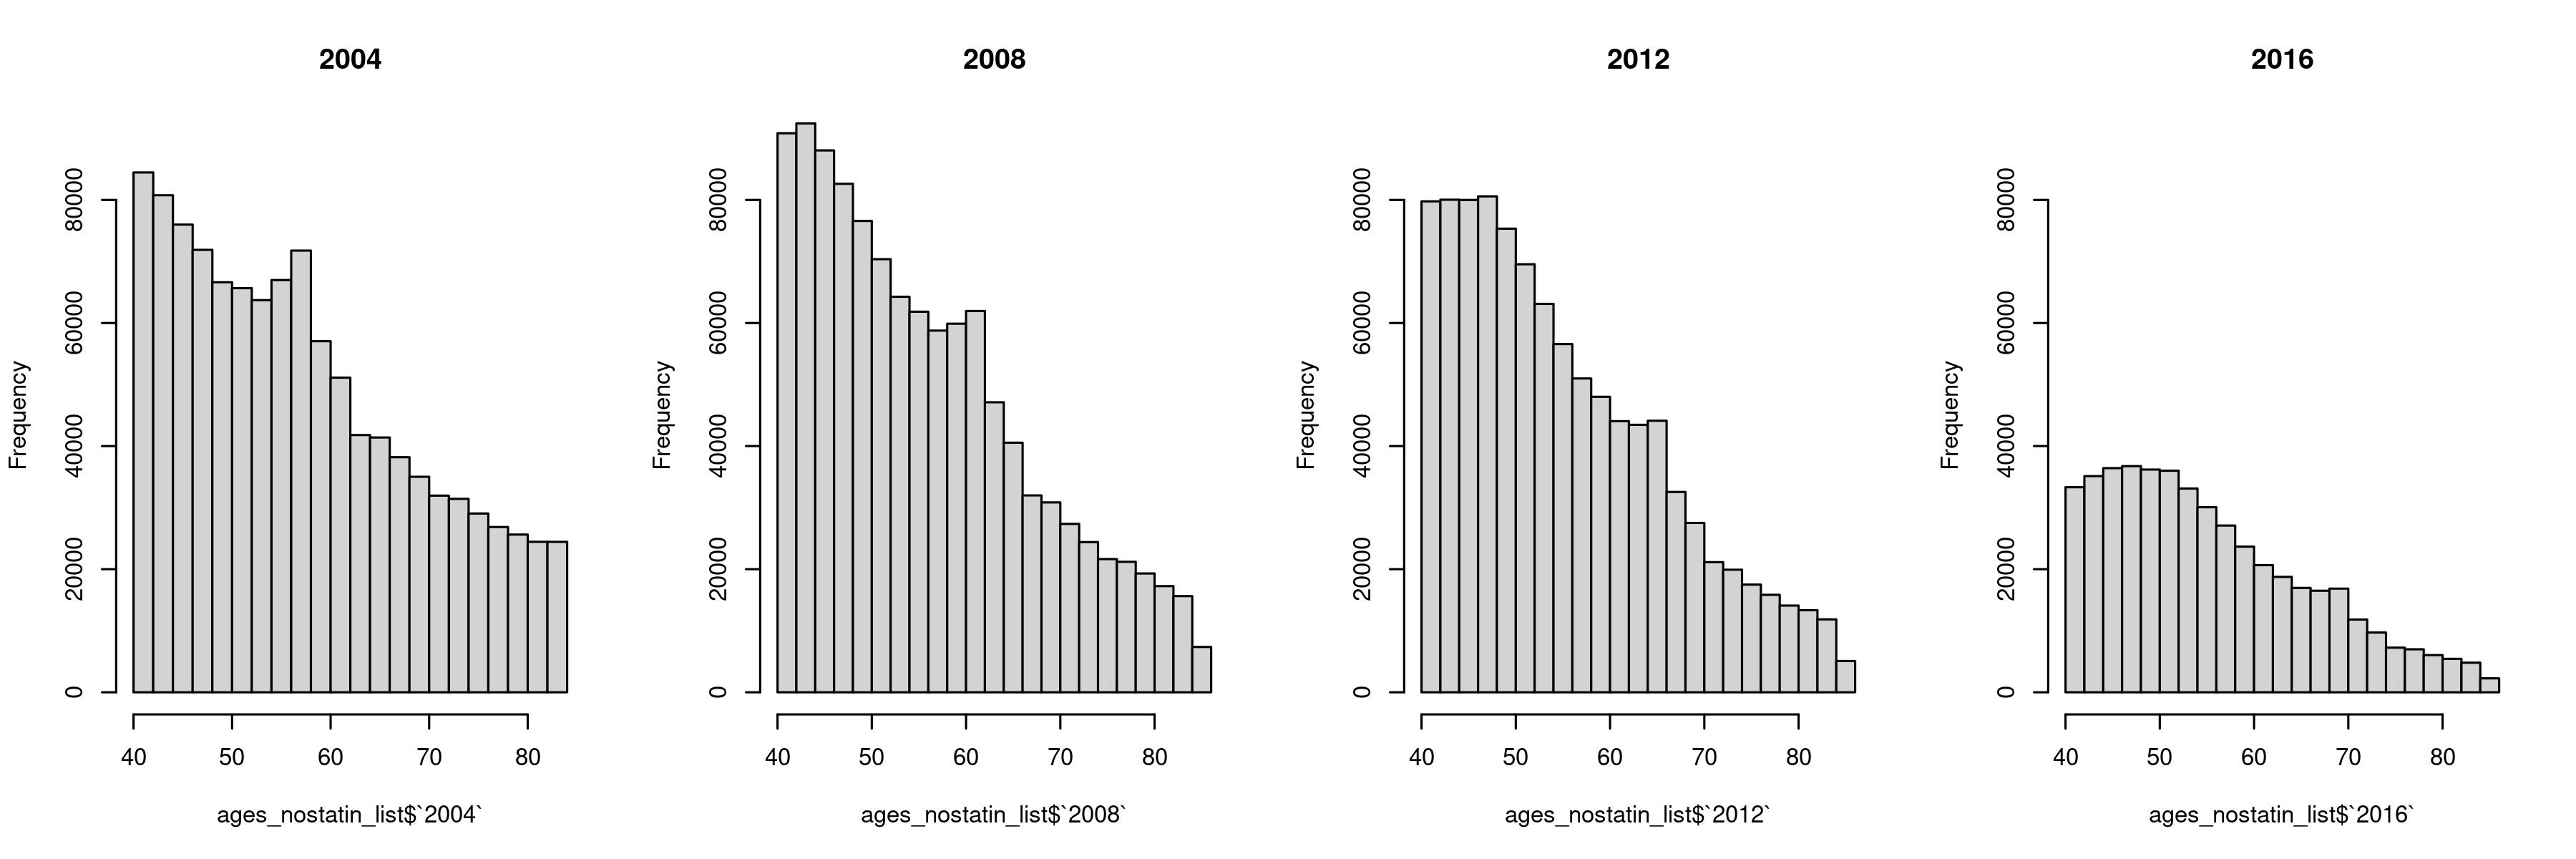 2004
Frequency
0
20000
40000
60000
80000
40 50 60 70 80
ages_nostatin_list$`2004`
2008
Frequency
0
20000
40000
60000
80000
40 50 60 70 80
ages_nostatin_list$`2008`
2012
Frequency
0
20000
40000
60000
80000
40 50 60 70 80
ages_nostatin_list$`2012`
2016
Frequency
0
20000
40000
60000
80000
40 50 60 70 80
ages_nostatin_list$`2016`